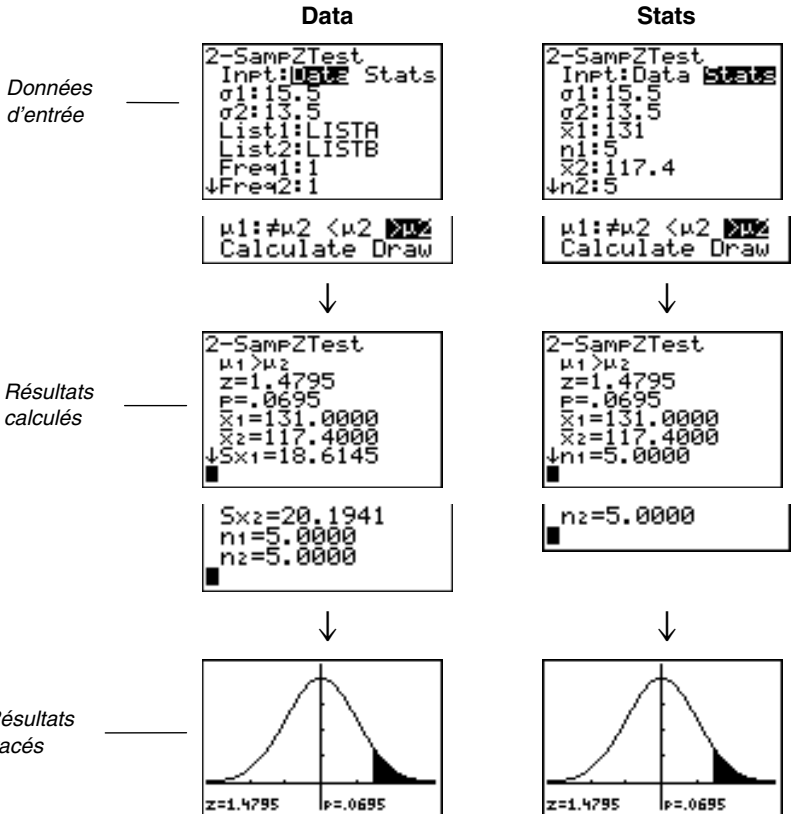 Data
Stats
Données
d'entrée
2-SampZTest
Inpt:Data Stats
σ1:15.5
σ2:13.5
List1:LISTA
List2:LISTB
Freq1:1
↓Freq2:1
μ1:≠μ2 <μ2 >μ2
Calculate Draw
2-SampZTest
Inpt:Data Stats
σ1:15.5
σ2:13.5
x̄1:131
n1:5
x̄2:117.4
↓n2:5
μ1:≠μ2 <μ2 >μ2
Calculate Draw
↓
↓
Résultats
calculés
2-SampZTest
μ1>μ2
z=1.4795
p=.0695
x̄1=131.0000
x̄2=117.4000
↓Sx1=18.6145
Sx2=20.1941
n1=5.0000
n2=5.0000
2-SampZTest
μ1>μ2
z=1.4795
p=.0695
x̄1=131.0000
x̄2=117.4000
↓n1=5.0000
n2=5.0000
↓
↓
ésultats
acés
z=1.4795 p=.0695
z=1.4795 p=.0695